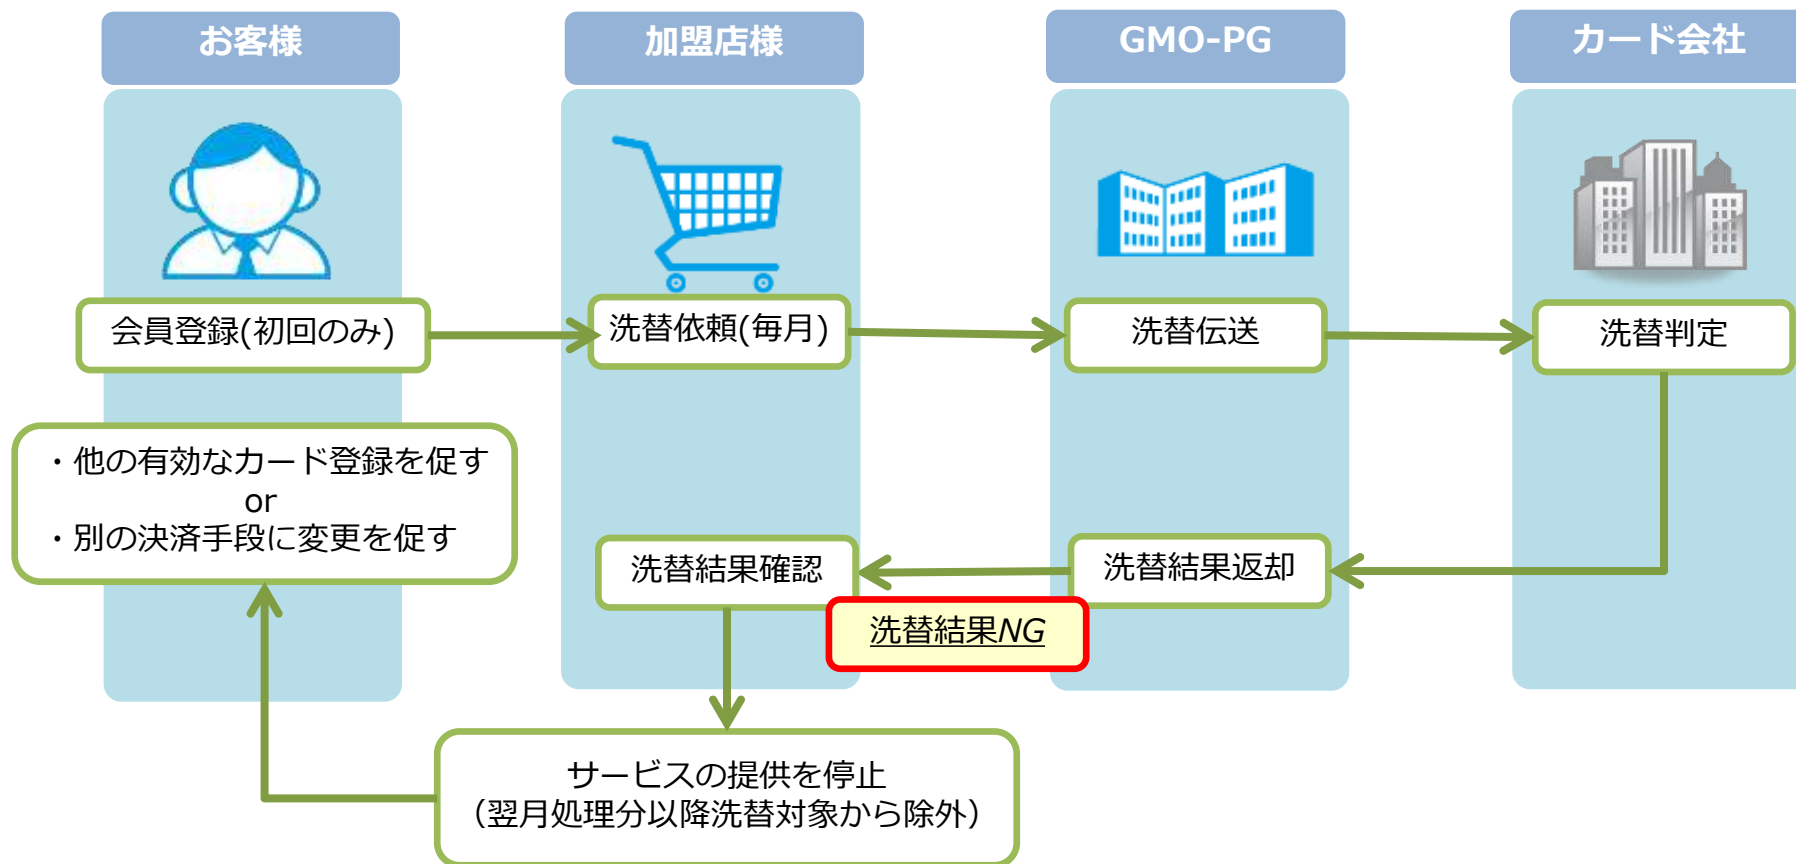 お客様
加盟店様
GMO-PG
カード会社
会員登録(初回のみ)
洗替依頼(毎月)
洗替伝送
洗替判定
・他の有効なカード登録を促す
or
・別の決済手段に変更を促す
洗替結果確認
洗替結果返却
洗替結果NG
サービスの提供を停止
（翌月処理分以降洗替対象から除外）